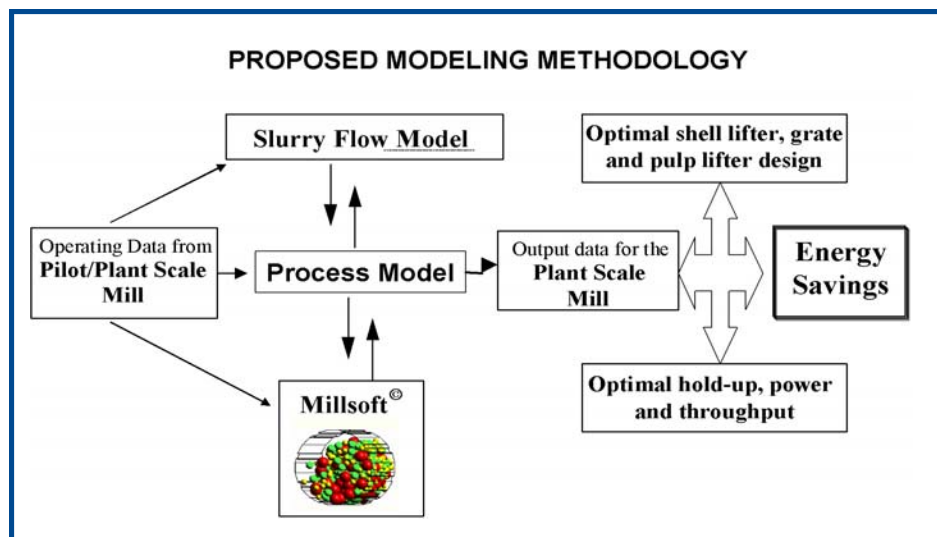 PROPOSED MODELING METHODOLOGY
Slurry Flow Model
Optimal shell lifter, grate
and pulp lifter design
Operating Data from
Pilot/Plant Scale
Mill
Process Model
Output data for the
Plant Scale
Mill
Energy
Savings
Millsoft©
Optimal hold-up, power
and throughput